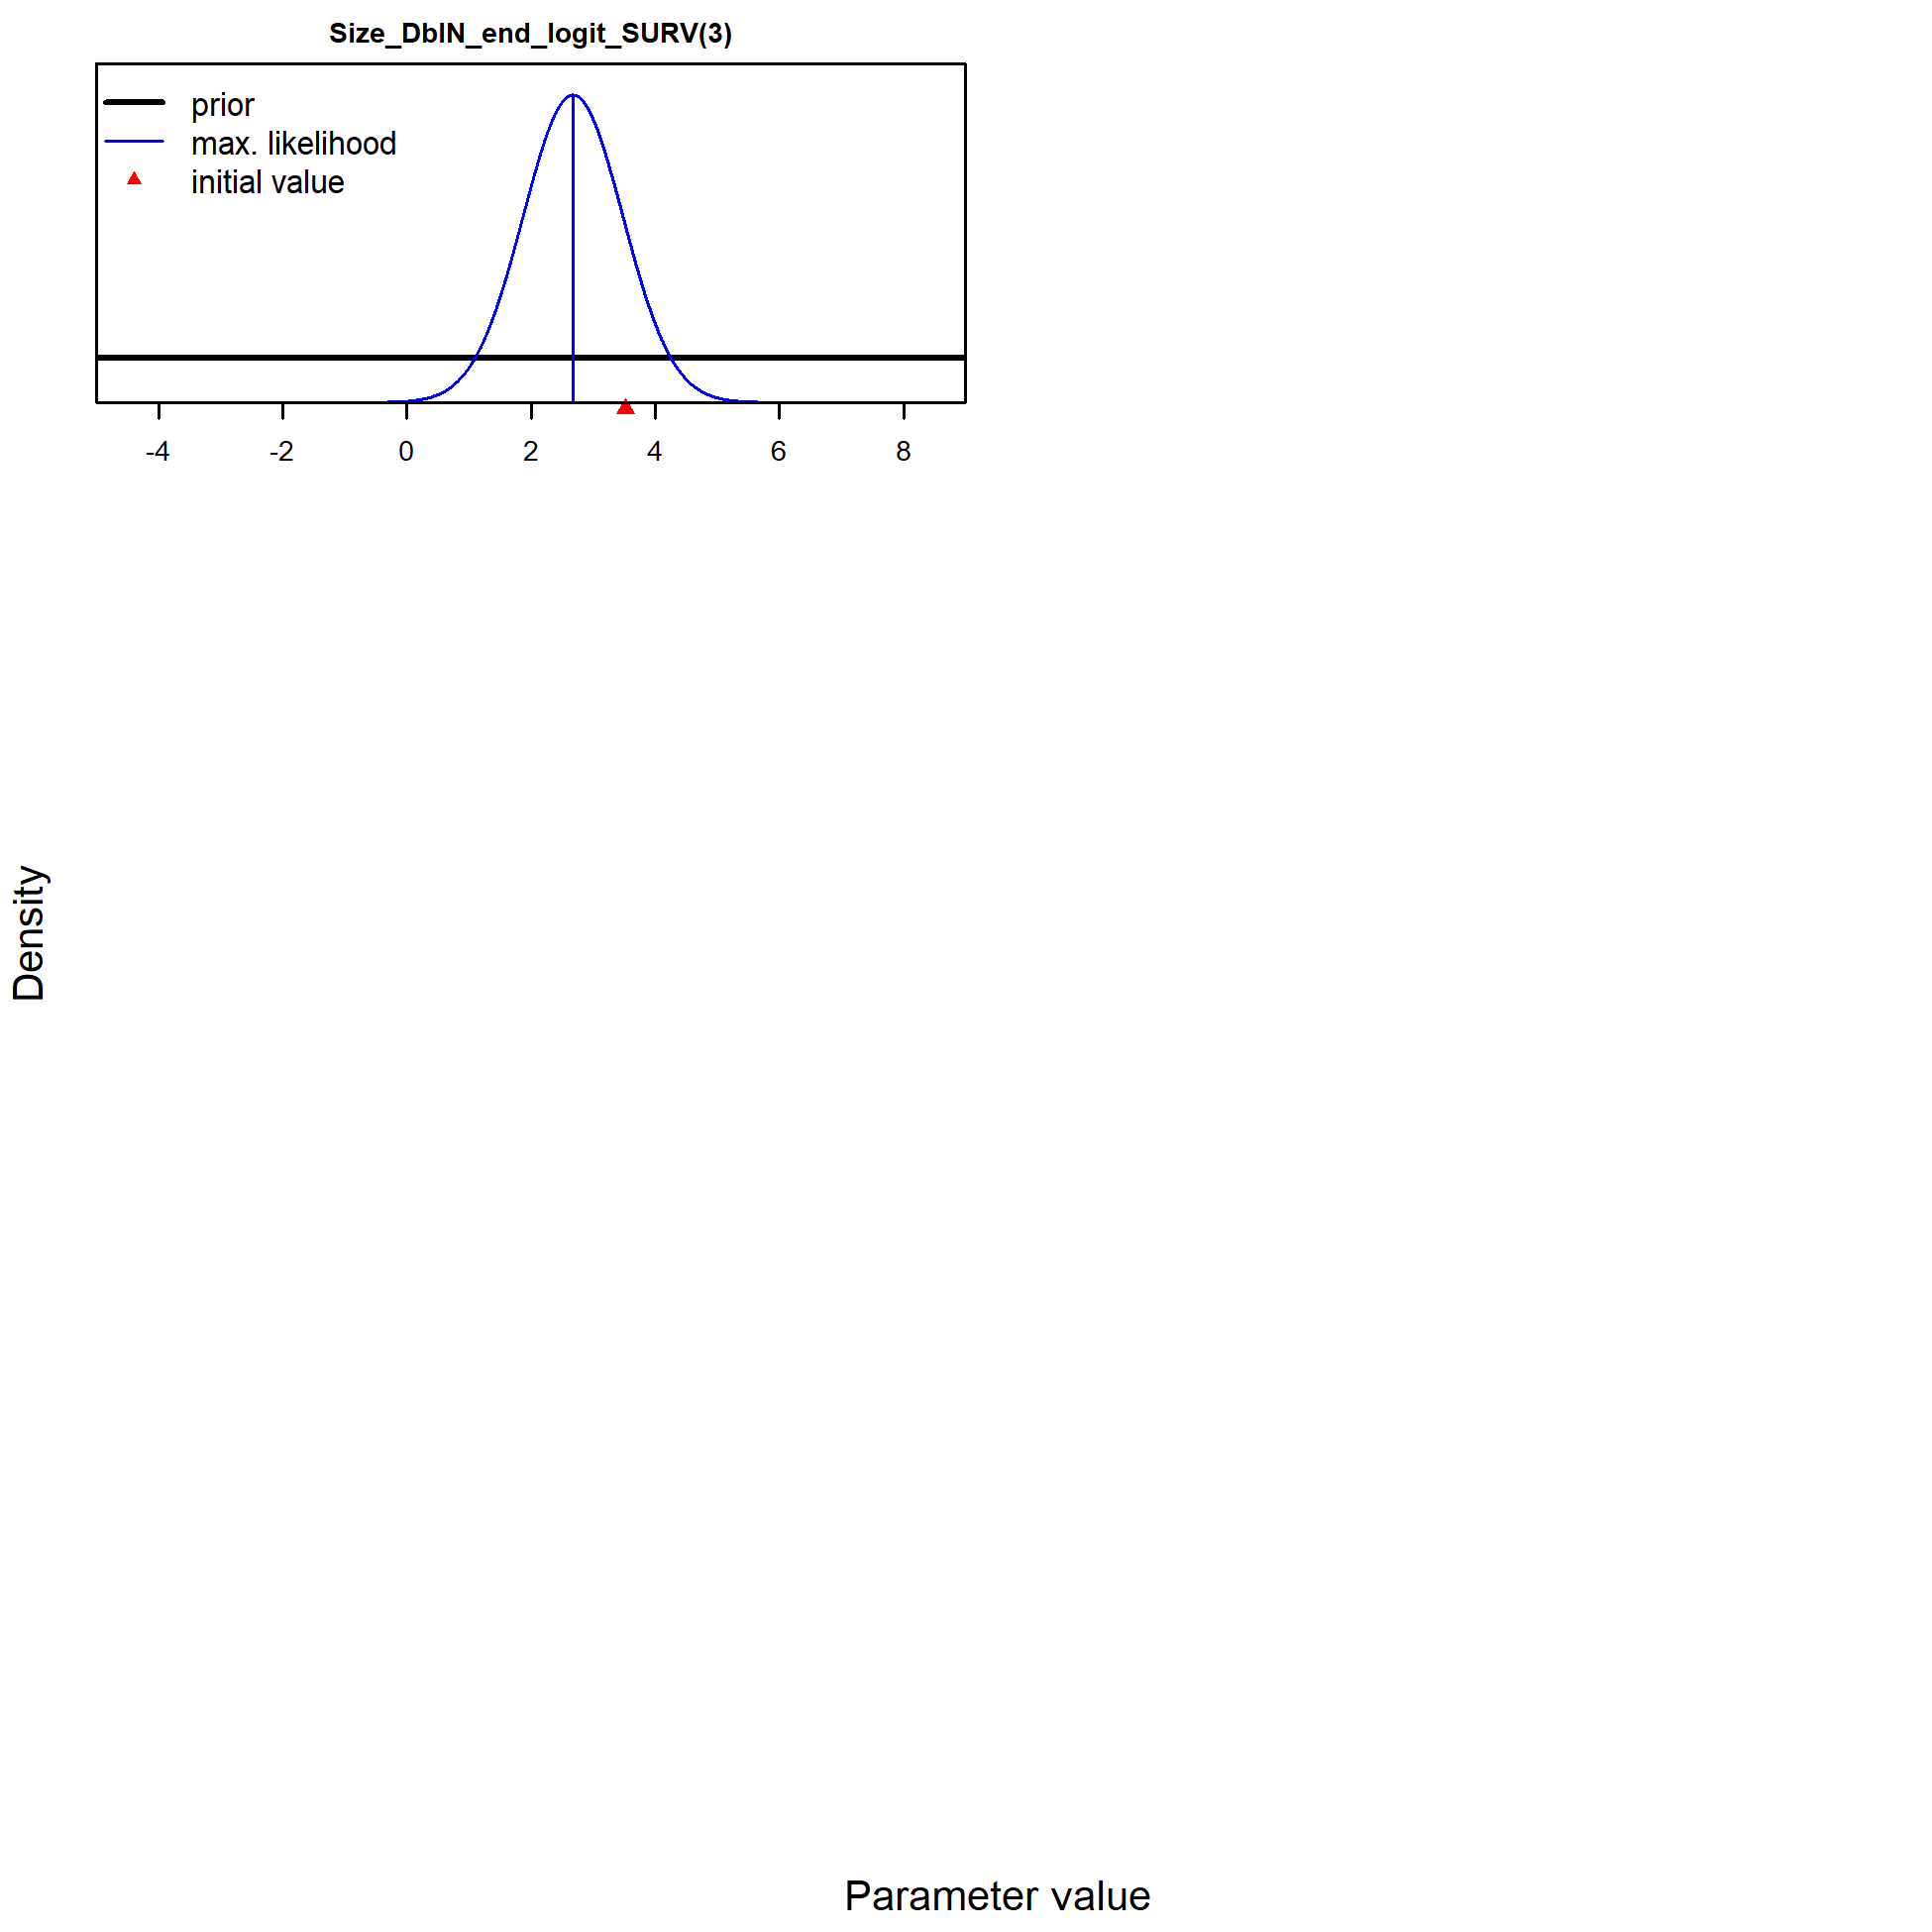 Size_DblN_end_logit_SURV(3)
prior
max. likelihood
initial value
-4 -2 0 2 4 6 8
Density
Parameter value